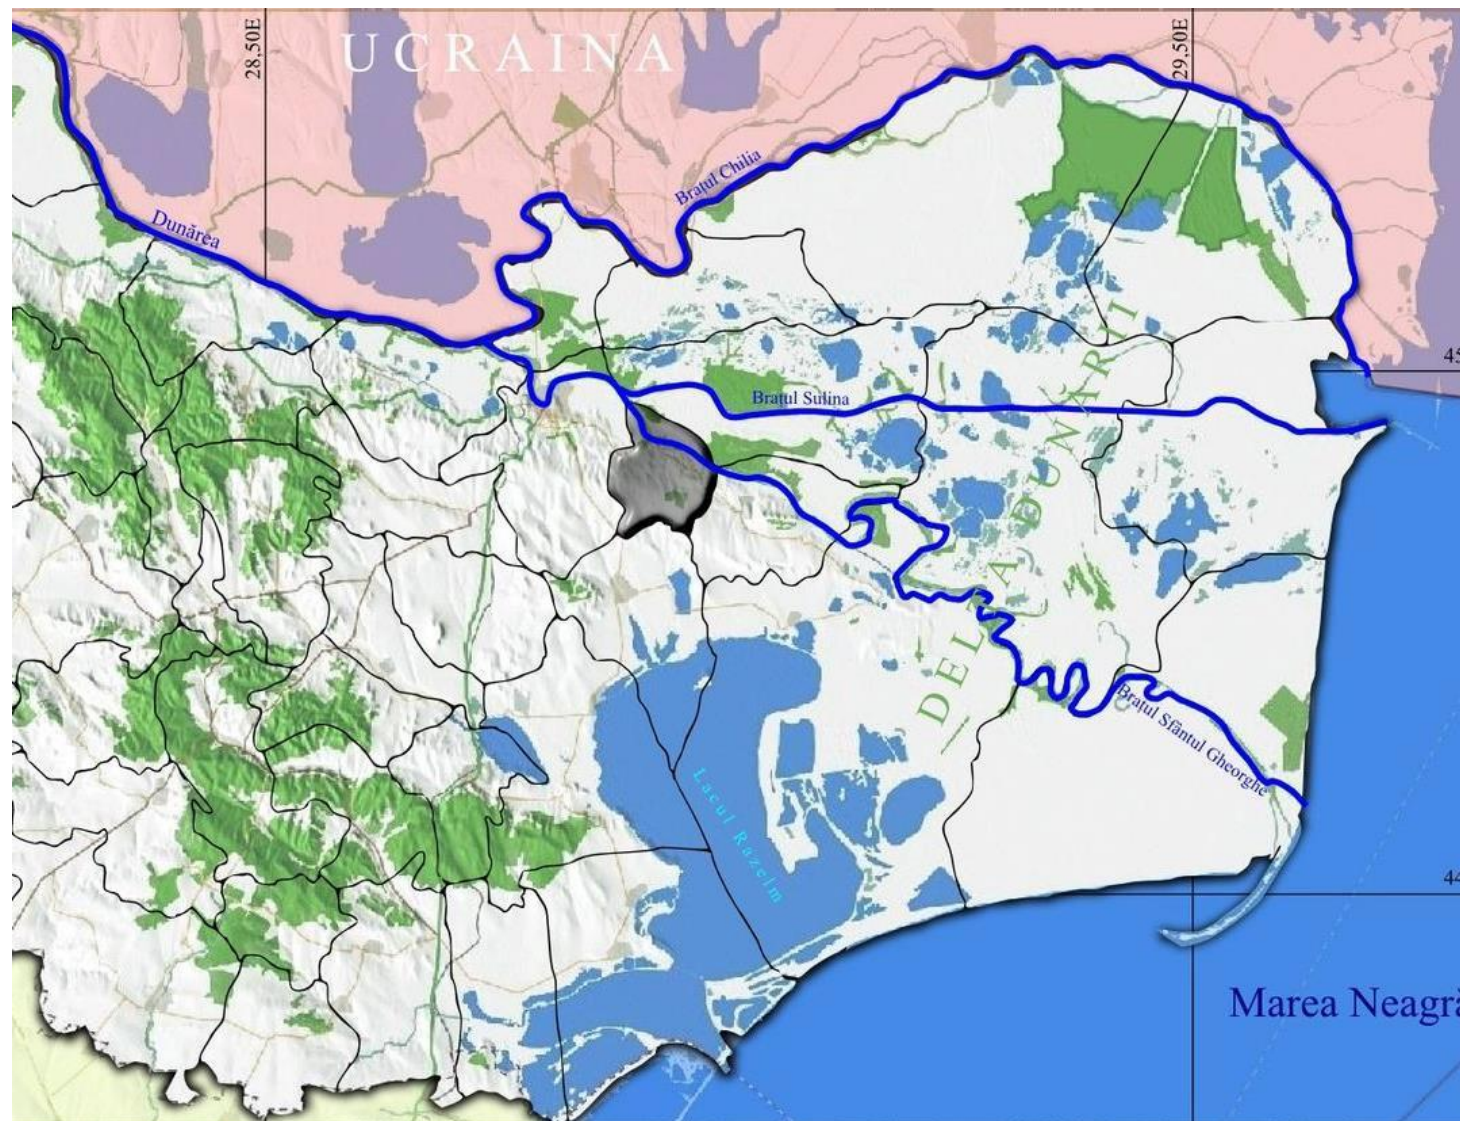 28,50E
29,50E
UCRAINA
Brațul Chilia
Dunărea
45
Brațul Sulina
DELTA DUNĂRII
Brațul Sfântul Gheorghe
Lacul Razelm
44
Marea Neagră